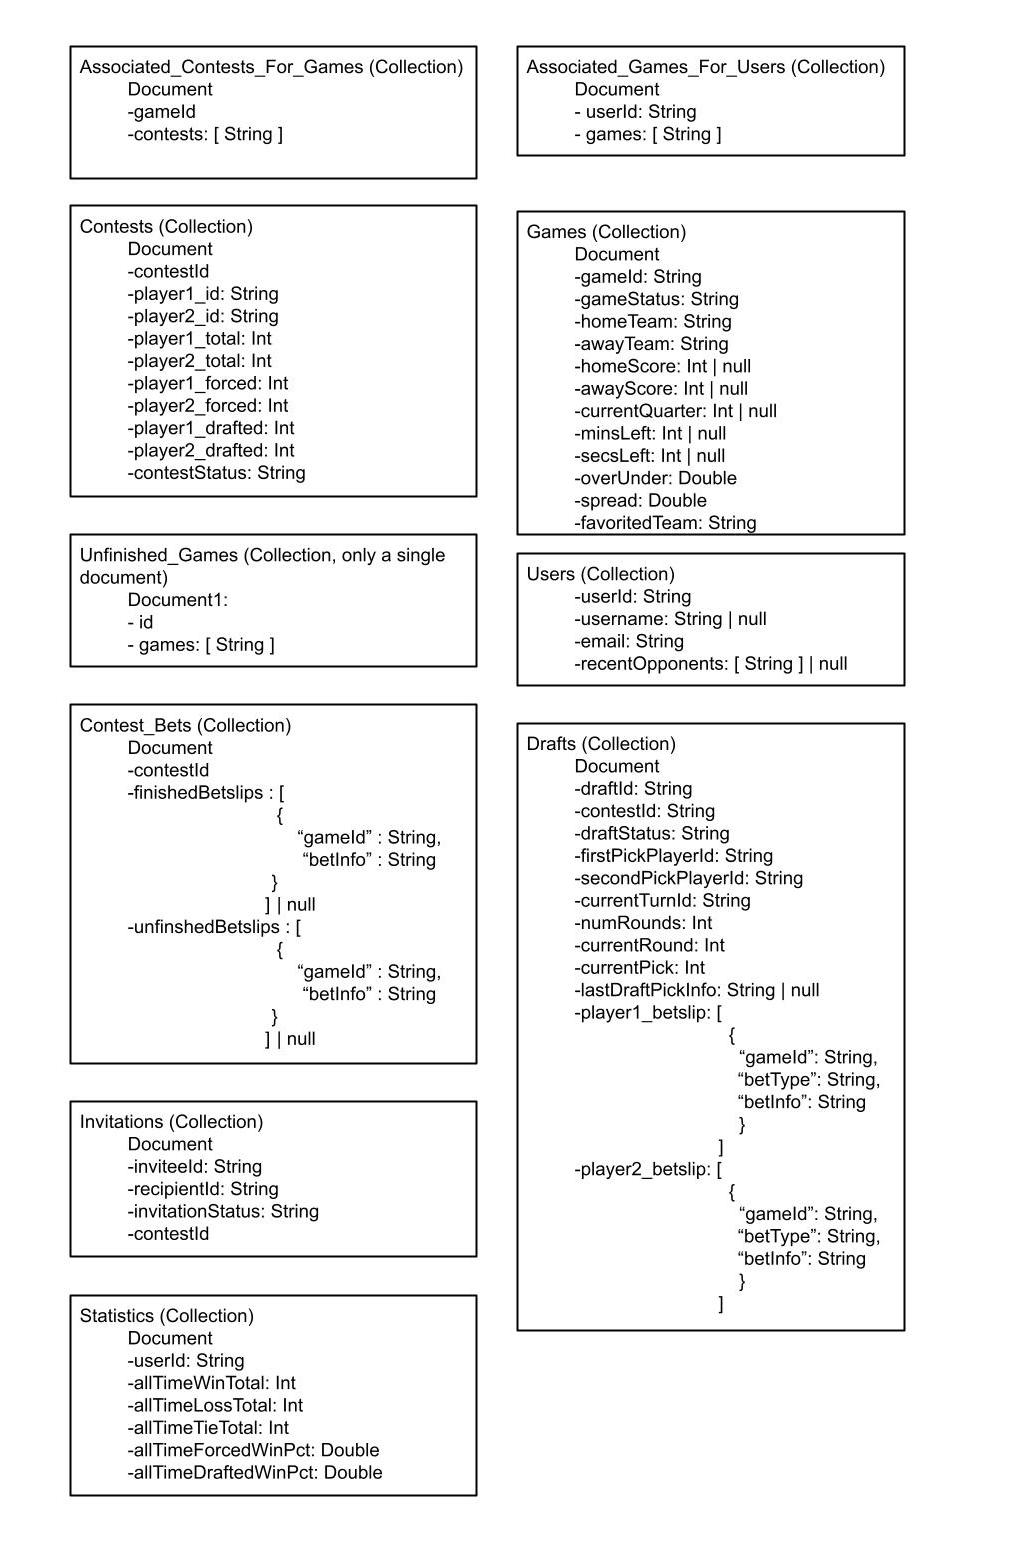 Associated_Contests_For_Games (Collection)
Document
-gameId
-contests: [ String ]
Associated_Games_For_Users (Collection)
Document
- userId: String
- games: [ String ]
Contests (Collection)
Document
-contestId
-player1_id: String
-player2_id: String
-player1_total: Int
-player2_total: Int
-player1_forced: Int
-player2_forced: Int
-player1_drafted: Int
-player2_drafted: Int
-contestStatus: String
Games (Collection)
Document
-gameId: String
-gameStatus: String
-homeTeam: String
-awayTeam: String
-homeScore: Int | null
-awayScore: Int | null
-currentQuarter: Int | null
-minsLeft: Int | null
-secsLeft: Int | null
-overUnder: Double
-spread: Double
-favoritedTeam: String
Unfinished_Games (Collection, only a single
document)
Document1:
- id
- games: [ String ]
Users (Collection)
-userId: String
-username: String | null
-email: String
-recentOpponents: [ String ] | null
Contest_Bets (Collection)
Document
-contestId
-finishedBetslips : [
{
“gameId” : String,
“betInfo” : String
}
] | null
-unfinshedBetslips : [
{
“gameId” : String,
“betInfo” : String
}
] | null
Drafts (Collection)
Document
-draftId: String
-contestId: String
-draftStatus: String
-firstPickPlayerId: String
-secondPickPlayerId: String
-currentTurnId: String
-numRounds: Int
-currentRound: Int
-currentPick: Int
-lastDraftPickInfo: String | null
-player1_betslip: [
{
“gameId”: String,
“betType”: String,
“betInfo”: String
}
]
-player2_betslip: [
{
“gameId”: String,
“betType”: String,
“betInfo”: String
}
]
Invitations (Collection)
Document
-inviteeId: String
-recipientId: String
-invitationStatus: String
-contestId
Statistics (Collection)
Document
-userId: String
-allTimeWinTotal: Int
-allTimeLossTotal: Int
-allTimeTieTotal: Int
-allTimeForcedWinPct: Double
-allTimeDraftedWinPct: Double